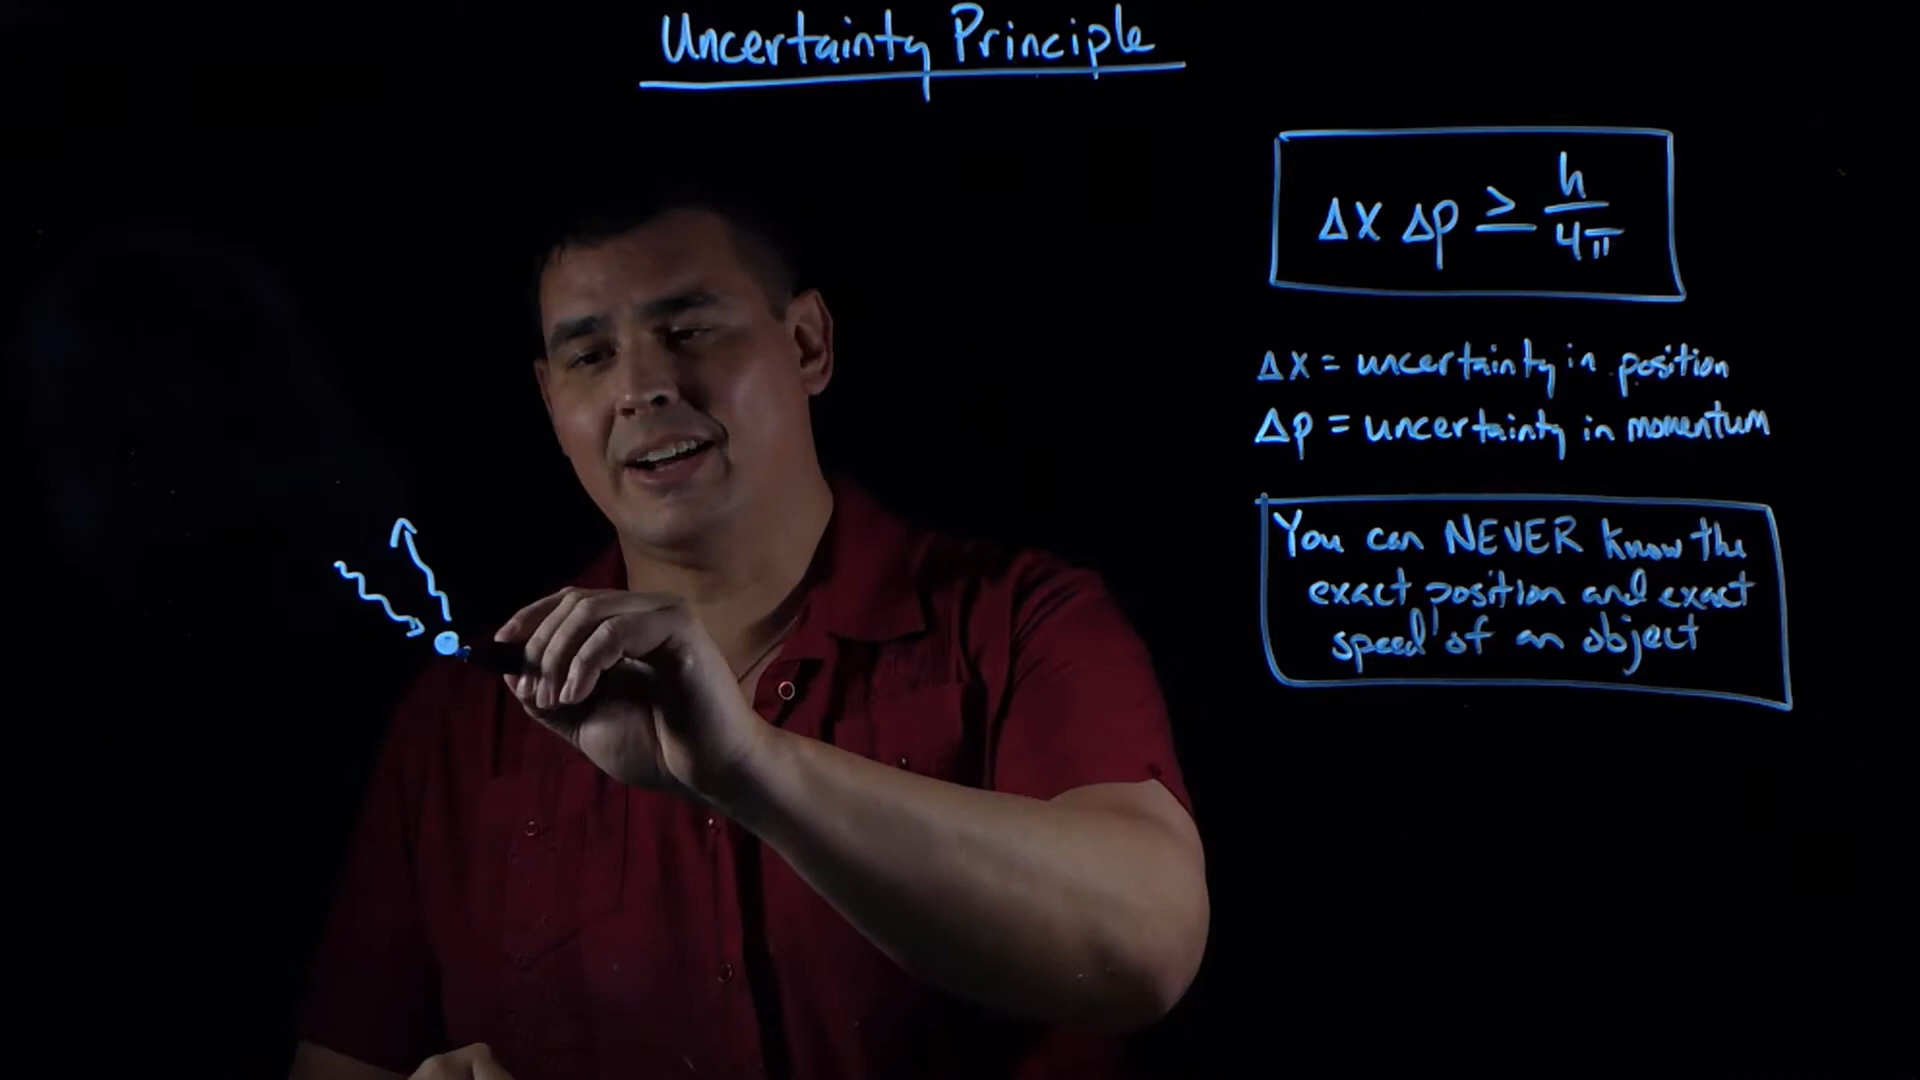 Uncertainty Principle
Δx Δp ≥ h/4π
Δx = uncertainty in position
Δp = uncertainty in momentum
You can NEVER know the
exact position and exact
speed of an object